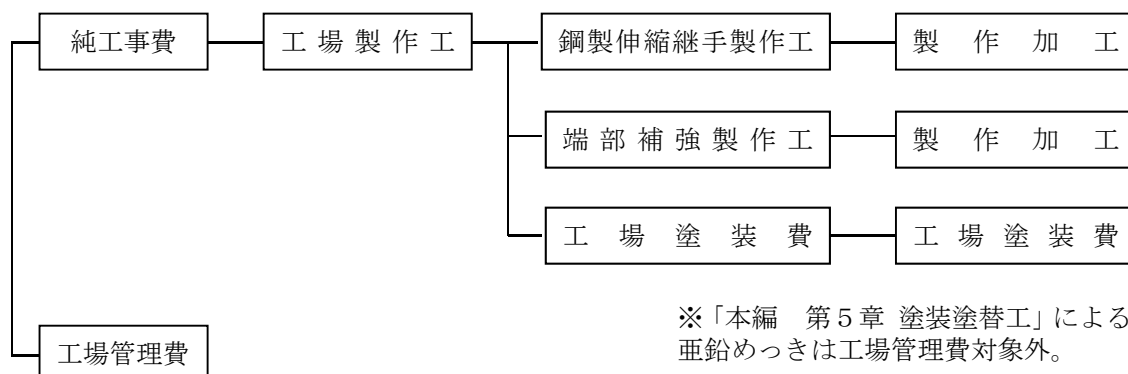 純工事費 工場製作工 鋼製伸縮継手製作工 製作加工
端部補強製作工 製作加工
工場塗装費 工場塗装費
※「本編 第5章 塗装塗替工」による
亜鉛めっきは工場管理費対象外。
工場管理費